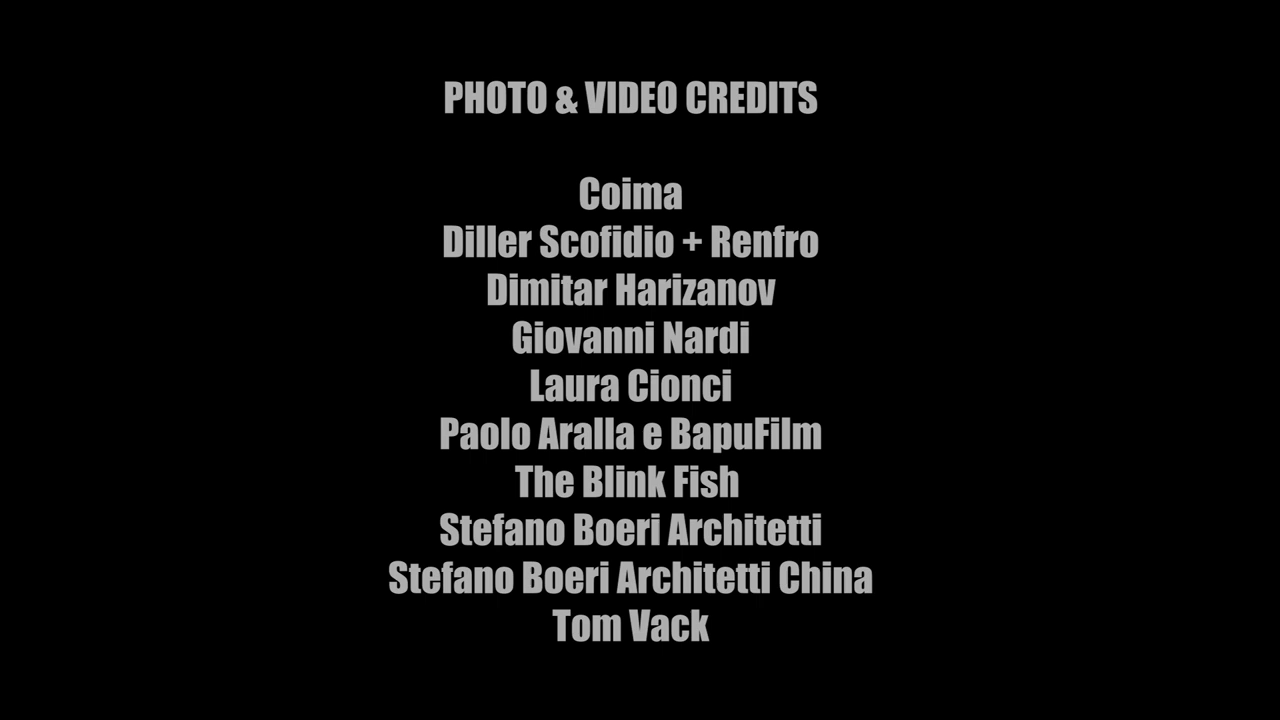 PHOTO & VIDEO CREDITS
Coima
Diller Scofidio + Renfro
Dimitar Harizanov
Giovanni Nardi
Laura Cionci
Paolo Aralla e BapuFilm
The Blink Fish
Stefano Boeri Architetti
Stefano Boeri Architetti China
Tom Vack